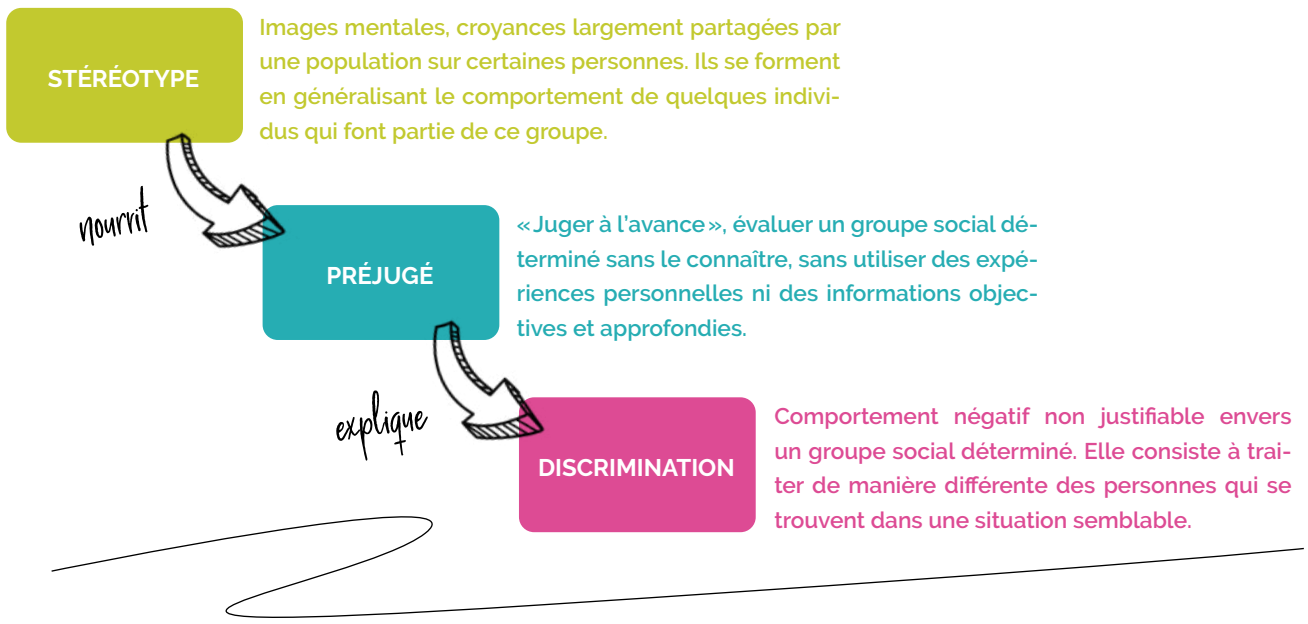 STÉRÉOTYPE
Images mentales, croyances largement partagées par
une population sur certaines personnes. Ils se forment
en généralisant le comportement de quelques indivi-
dus qui font partie de ce groupe.
nourrit
PRÉJUGÉ
« Juger à l’avance », évaluer un groupe social dé-
terminé sans le connaître, sans utiliser des expé-
riences personnelles ni des informations objec-
tives et approfondies.
explique
DISCRIMINATION
Comportement négatif non justifiable envers
un groupe social déterminé. Elle consiste à trai-
ter de manière différente des personnes qui se
trouvent dans une situation semblable.